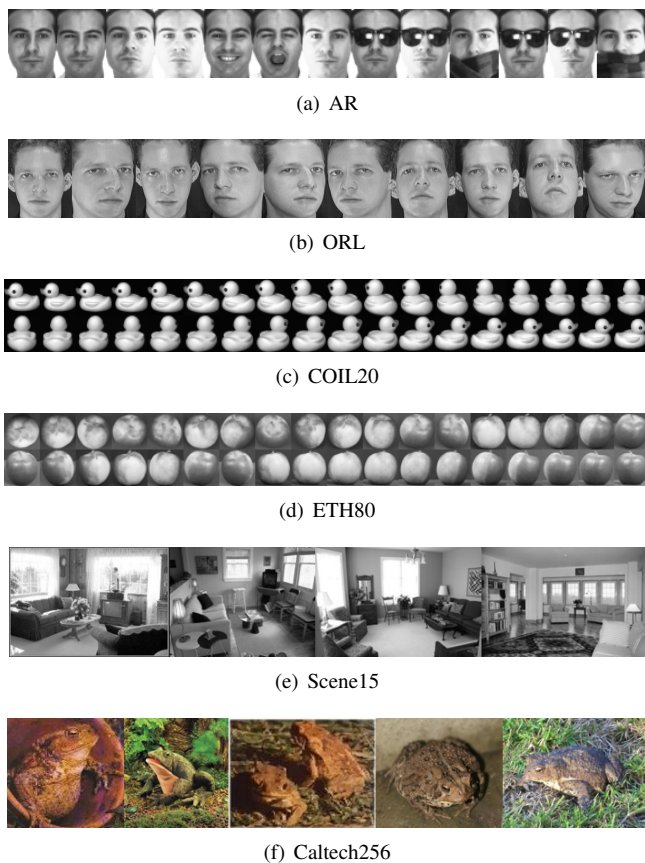 (a) AR
(b) ORL
(c) COIL20
(d) ETH80
(e) Scene15
(f) Caltech256